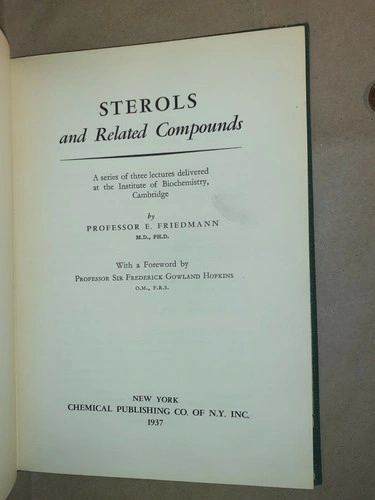 STEROLS
and Related Compounds
A series of three lectures delivered
at the Institute of Biochemistry,
Cambridge
by
PROFESSOR E. FRIEDMANN
M.D., PH.D.
With a Foreword by
PROFESSOR SIR FREDERICK GOWLAND HOPKINS
O.M., F.R.S.
NEW YORK
CHEMICAL PUBLISHING CO. OF N.Y. INC.
1937